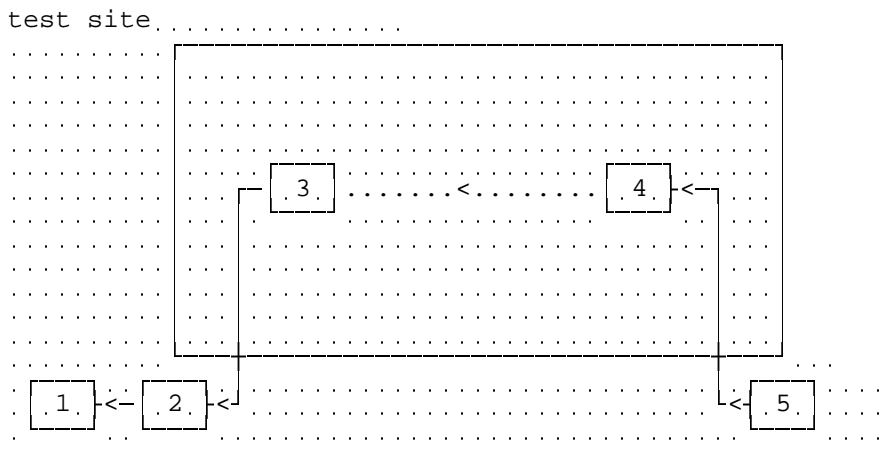 test site
3 .......<........ 4 <
1 < 2 < < 5